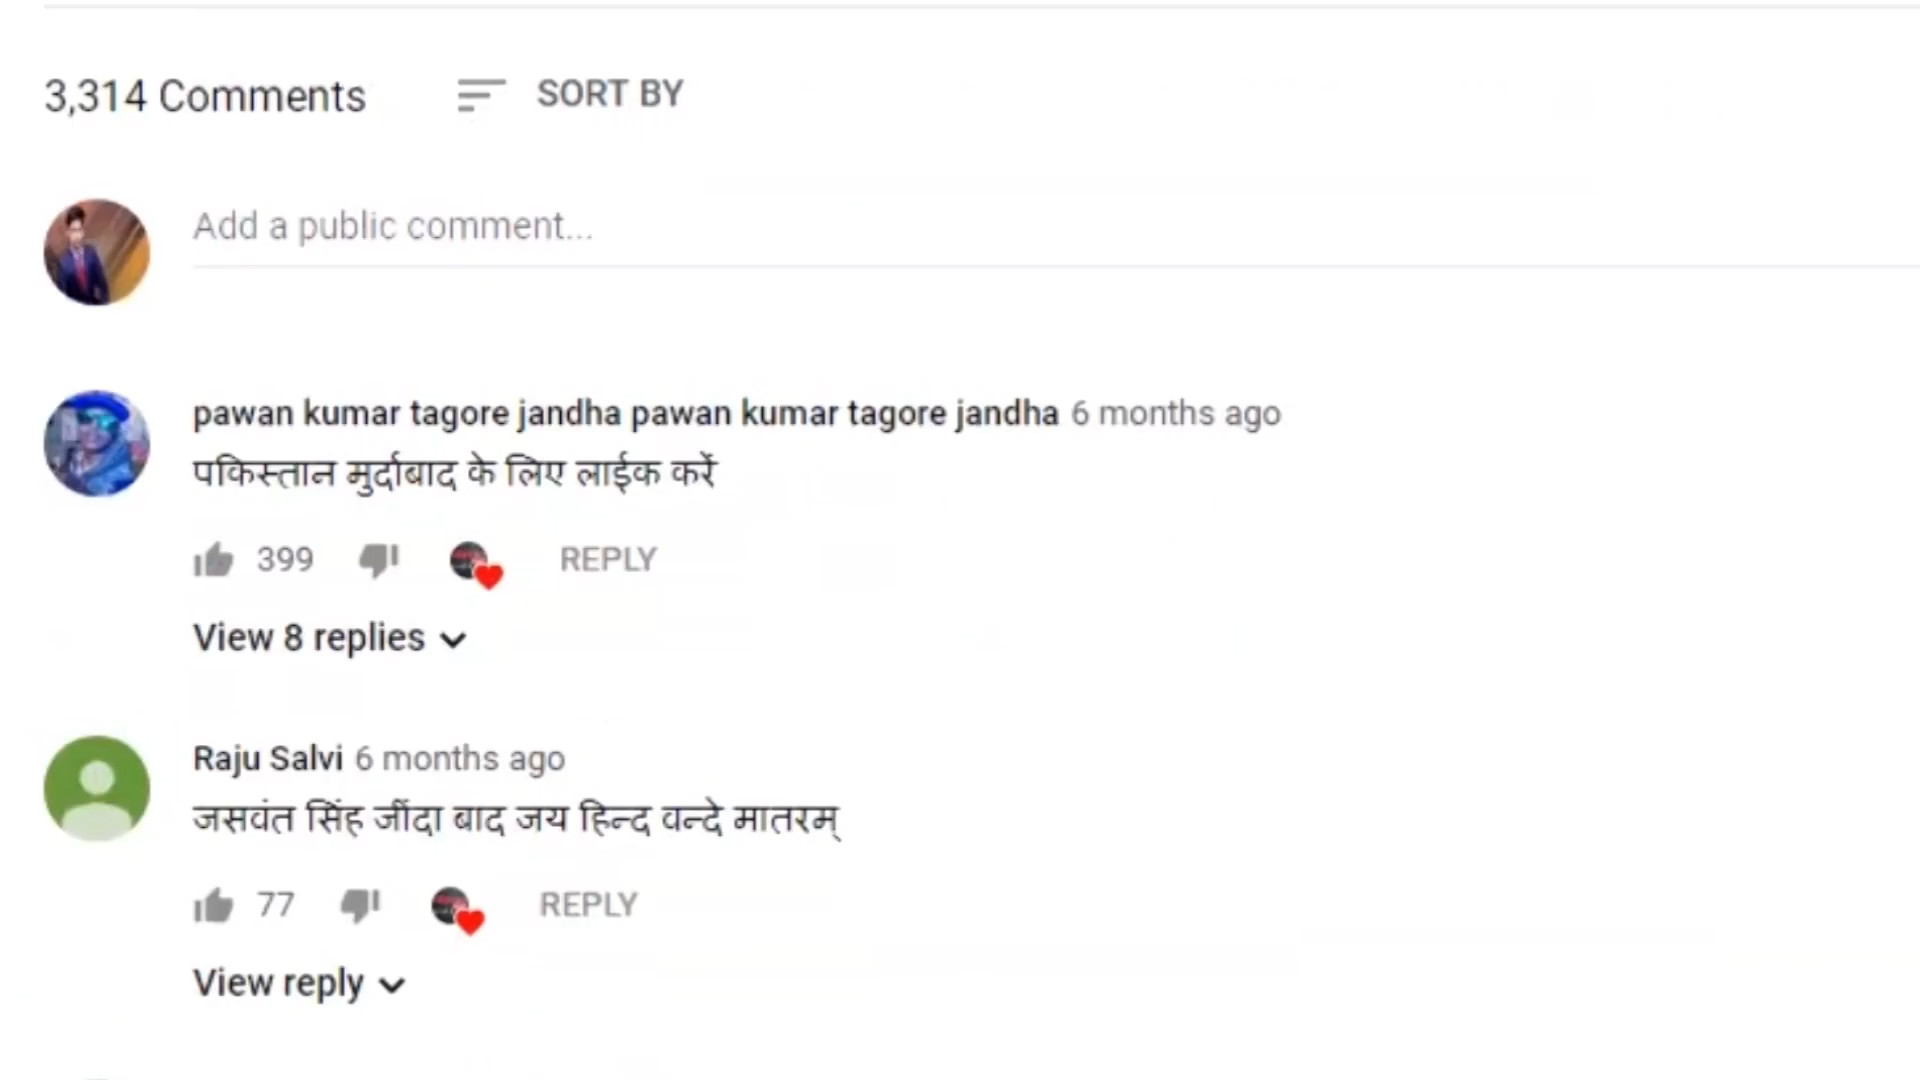 3,314 Comments SORT BY
Add a public comment...
pawan kumar tagore jandha pawan kumar tagore jandha 6 months ago
पकिस्तान मुर्दाबाद के लिए लाईक करें
399 REPLY
View 8 replies
Raju Salvi 6 months ago
जसवंत सिंह जींदा बाद जय हिन्द वन्दे मातरम्
77 REPLY
View reply